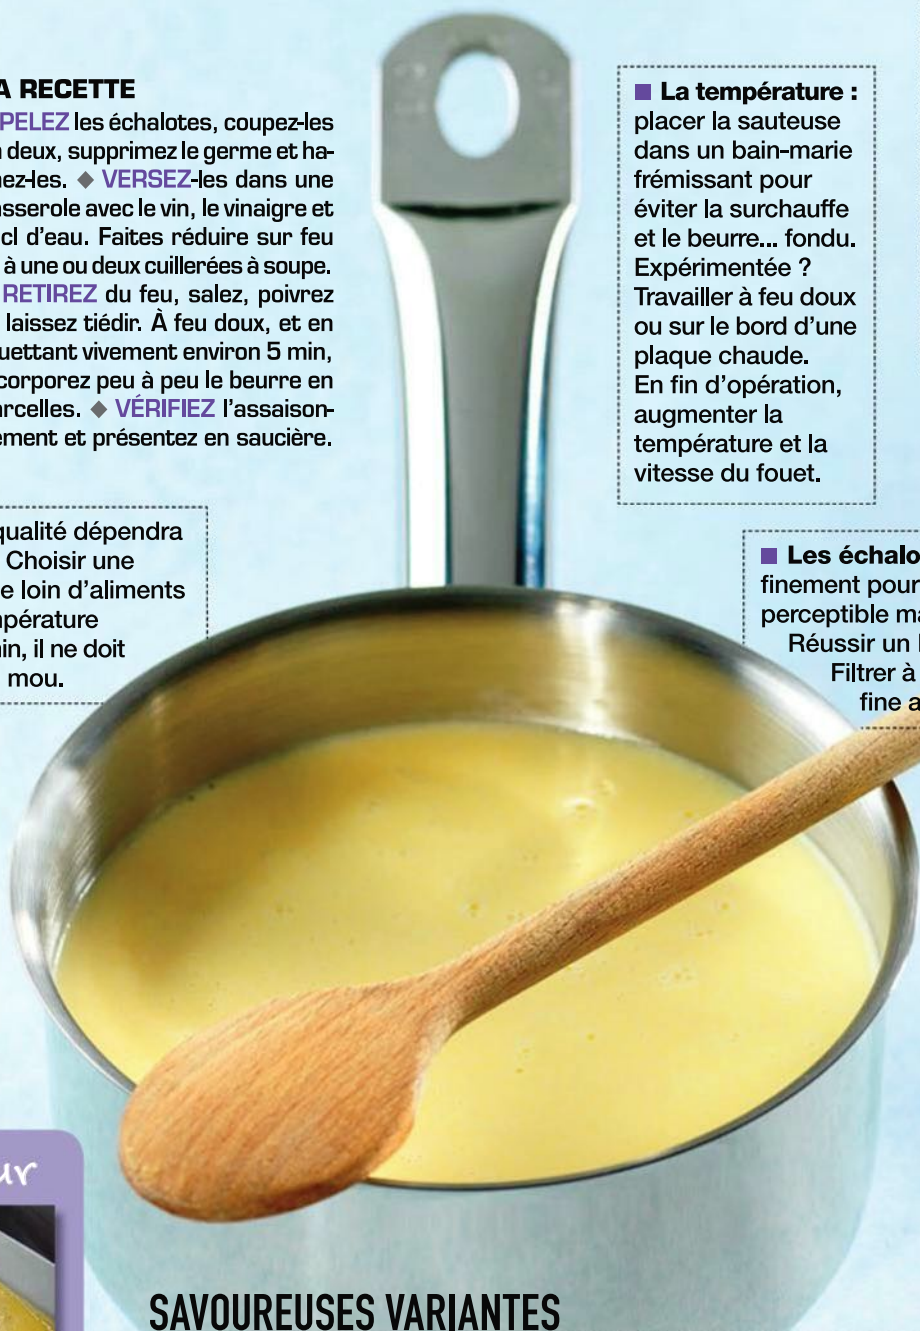 A RECETTE
PELEZ les échalotes, coupez-les
n deux, supprimez le germe et ha-
nez-les. ◆ VERSEZ-les dans une
asserole avec le vin, le vinaigre et
cl d'eau. Faites réduire sur feu
à une ou deux cuillerées à soupe.
RETIREZ du feu, salez, poivrez
laissez tiédir. À feu doux, et en
uettant vivement environ 5 min,
corporez peu à peu le beurre en
arcelles. ◆ VÉRIFIEZ l'assaison-
ement et présentez en saucière.
■ La température :
placer la sauteuse
dans un bain-marie
frémissant pour
éviter la surchauffe
et le beurre... fondu.
Expérimentée ?
Travailler à feu doux
ou sur le bord d'une
plaque chaude.
En fin d'opération,
augmenter la
température et la
vitesse du fouet.
qualité dépendra
Choisir une
e loin d'aliments
mpérature
in, il ne doit
mou.
■ Les échalo
finement pour
perceptible ma
Réussir un
Filtrer à
fine a
ur
SAVOUREUSES VARIANTES